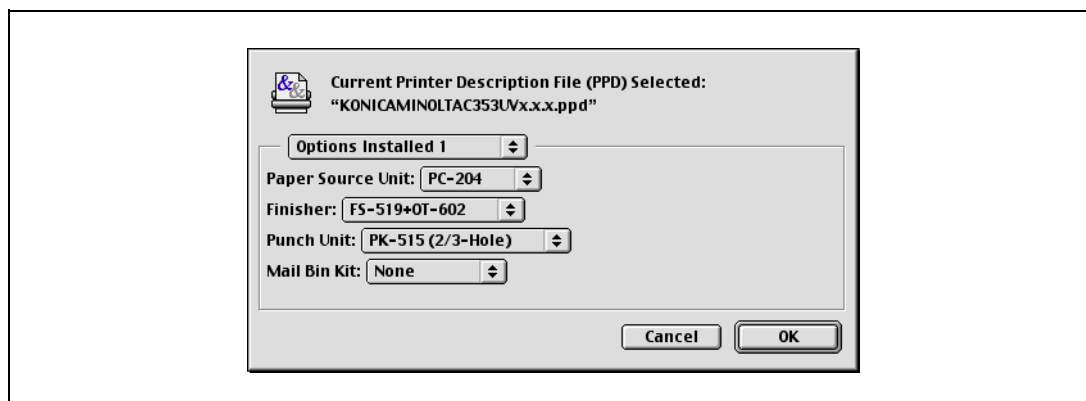 Current Printer Description File (PPD) Selected:
“KONICAMINOLTAC353UVx.x.x.ppd”
Options Installed 1
Paper Source Unit: PC-204
Finisher: FS-519+OT-602
Punch Unit: PK-515 (2/3-Hole)
Mail Bin Kit: None
Cancel OK